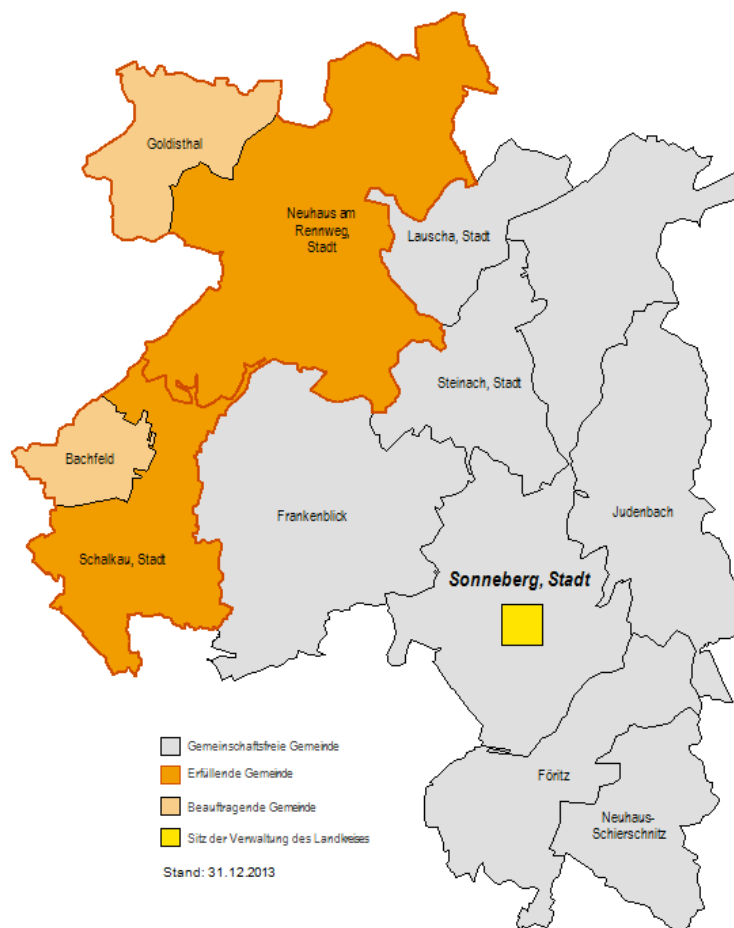 Goldisthal
Neuhaus am
Rennweg,
Stadt
Lauscha, Stadt
Steinach, Stadt
Bachfeld
Frankenblick
Judenbach
Schalkau, Stadt
Sonneberg, Stadt
Gemeinschaftsfreie Gemeinde
Erfüllende Gemeinde
Beauftragende Gemeinde
Sitz der Verwaltung des Landkreises
Stand: 31.12.2013
Föritz
Neuhaus-
Schierschnitz